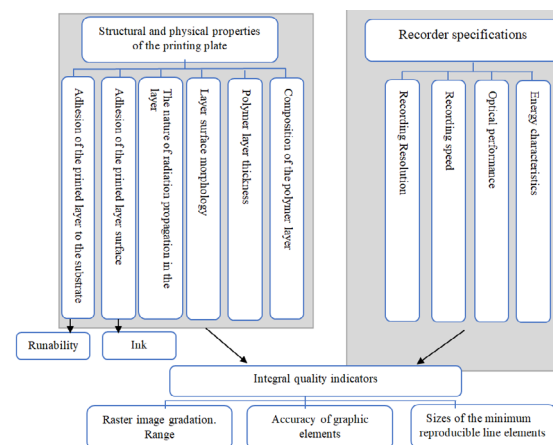 Structural and physical properties
of the printing plate
Recorder specifications
Adhesion of the printed layer to the substrate
Adhesion of the printed layer surface
The nature of radiation propagation in the
layer
Layer surface morphology
Polymer layer thickness
Composition of the polymer layer
Recording Resolution
Recording speed
Optical performance
Energy characteristics
Runability
Ink
Integral quality indicators
Raster image gradation.
Range
Accuracy of graphic
elements
Sizes of the minimum
reproducible line elements